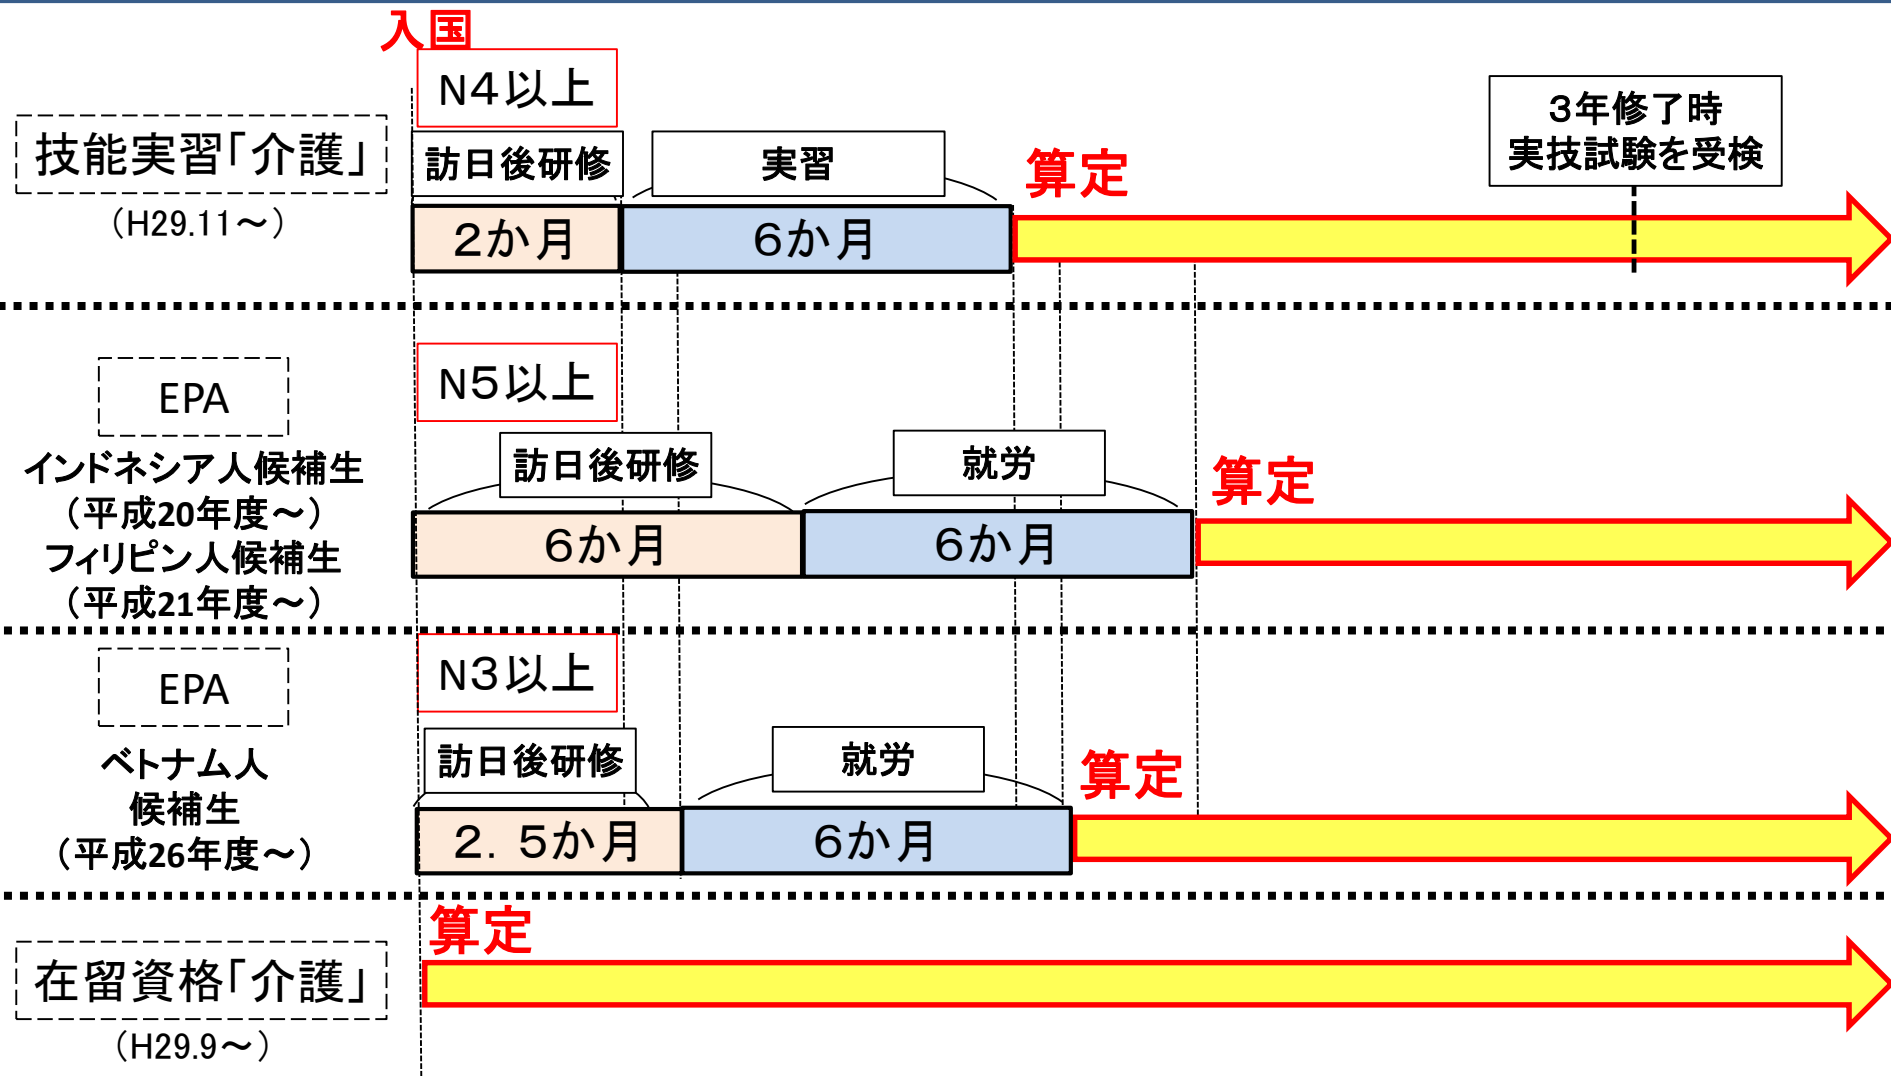 入国
N4以上
技能実習「介護」
(H29.11～)
訪日後研修
実習
算定
3年修了時
実技試験を受検
2か月
6か月
EPA
インドネシア人候補生
(平成20年度～)
フィリピン人候補生
(平成21年度～)
N5以上
訪日後研修
就労
算定
6か月
6か月
EPA
ベトナム人
候補生
(平成26年度～)
N3以上
訪日後研修
就労
算定
2．5か月
6か月
在留資格「介護」
(H29.9～)
算定